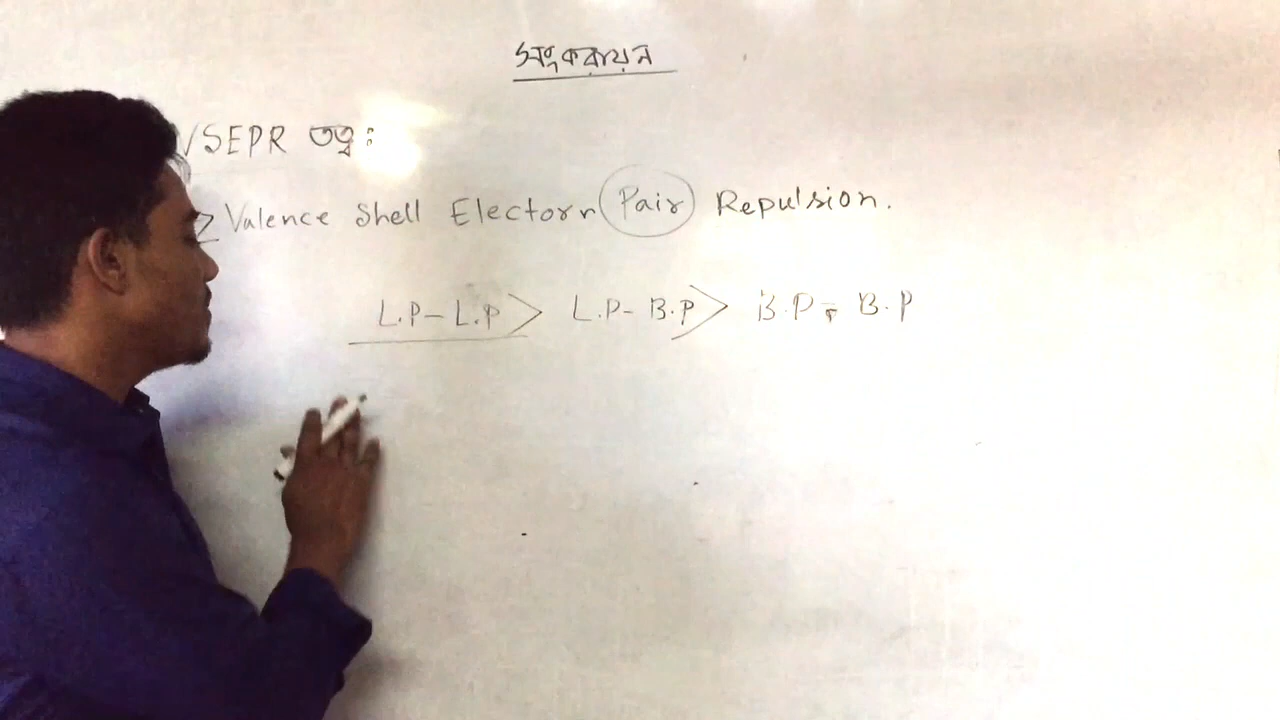 সংকরায়ন
VSEPR তত্ত্ব:
Valence Shell Electorn Pair Repulsion.
L.P- L.P > L.P- B.P > B.P - B.P